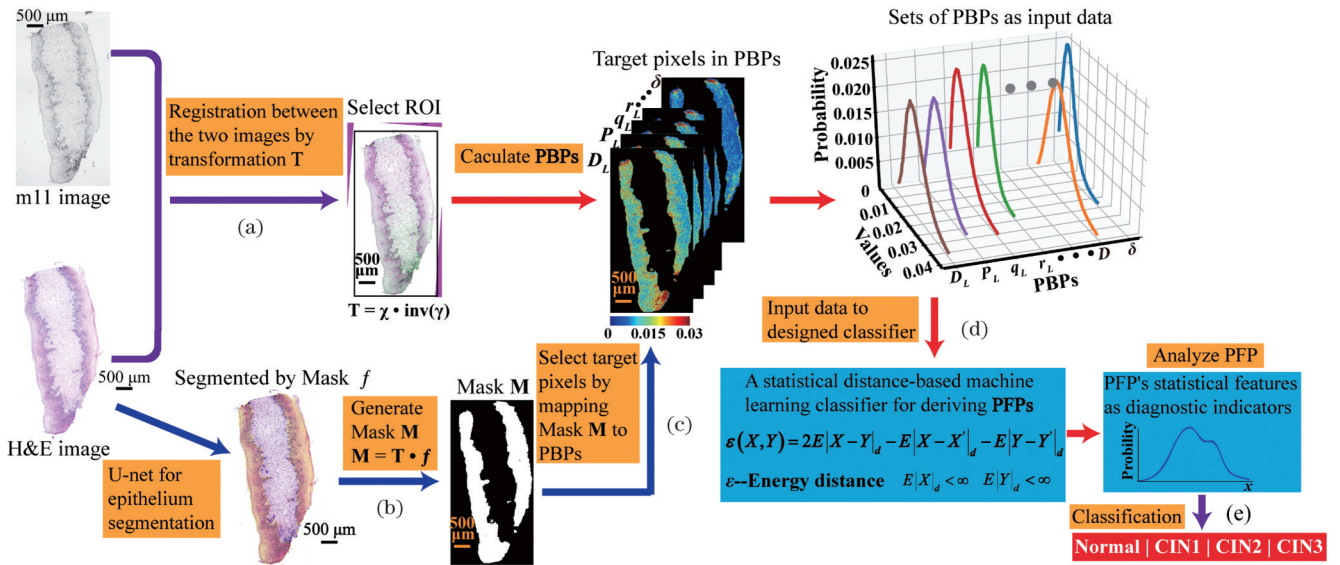 500 μm
m11 image
Registration between
the two images by
transformation T
(a)
Select ROI
500
μm
T = χ • inv(γ)
Caculate PBPs
Target pixels in PBPs
D_L P_L q_L r_L • • • δ
500
μm
0 0.015 0.03
Sets of PBPs as input data
Probability
0.025
0.020
0.015
0.010
0.005
0
0.01
0.02
0.03
0.04
Values
D_L P_L q_L r_L • • • D δ
PBPs
H&E image
500 μm
U-net for
epithelium
segmentation
Segmented by Mask f
500 μm
Generate
Mask M
M = T • f
(b)
Mask M
500
μm
Select target
pixels by
mapping
Mask M to
PBPs
(c)
Input data to
designed classifier
(d)
A statistical distance-based machine
learning classifier for deriving PFPs
ε(X,Y)=2E|X−Y|_d−E|X−X'|_d−E|Y−Y'|_d
ε--Energy distance E|X|_d<∞ E|Y|_d<∞
Analyze PFP
PFP's statistical features
as diagnostic indicators
Probility
x
Classification
(e)
Normal | CIN1 | CIN2 | CIN3